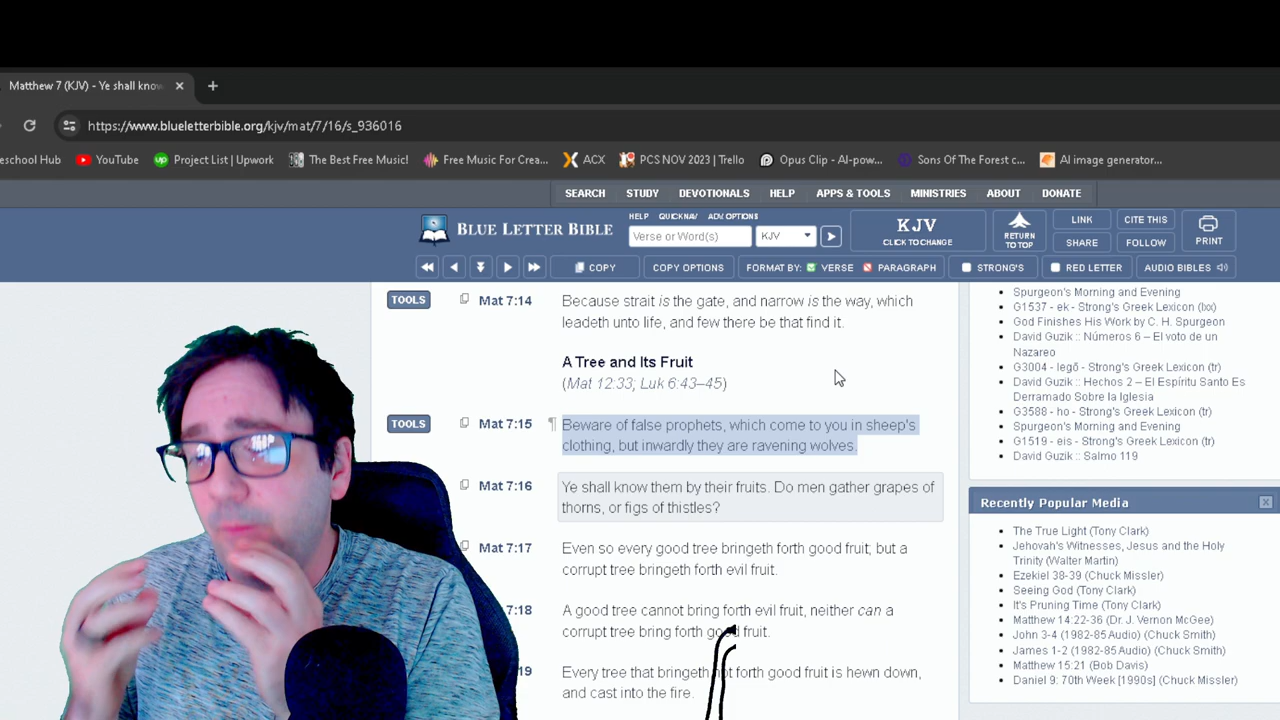 Matthew 7 (KJV) - Ye shall know
https://www.blueletterbible.org/kjv/mat/7/16/s_936016
eschool Hub YouTube Project List | Upwork The Best Free Music! Free Music For Crea... ACX PCS NOV 2023 | Trello Opus Clip - AI-pow... Sons Of The Forest c... AI image generator...
SEARCH STUDY DEVOTIONALS HELP APPS & TOOLS MINISTRIES ABOUT DONATE
BLUE LETTER BIBLE
HELP QUICKNAV ADV. OPTIONS
Verse or Word(s) KJV
KJV
CLICK TO CHANGE
RETURN
TO TOP
LINK CITE THIS
SHARE FOLLOW
PRINT
COPY COPY OPTIONS FORMAT BY: VERSE PARAGRAPH STRONG'S RED LETTER AUDIO BIBLES
TOOLS Mat 7:14 Because strait is the gate, and narrow is the way, which
leadeth unto life, and few there be that find it.
A Tree and Its Fruit
(Mat 12:33; Luk 6:43–45)
TOOLS Mat 7:15 ¶ Beware of false prophets, which come to you in sheep's
clothing, but inwardly they are ravening wolves.
Mat 7:16 Ye shall know them by their fruits. Do men gather grapes of
thorns, or figs of thistles?
Mat 7:17 Even so every good tree bringeth forth good fruit; but a
corrupt tree bringeth forth evil fruit.
7:18 A good tree cannot bring forth evil fruit, neither can a
corrupt tree bring forth good fruit.
19 Every tree that bringeth not forth good fruit is hewn down,
and cast into the fire.
Spurgeon's Morning and Evening
G1537 - ek - Strong's Greek Lexicon (lxx)
God Finishes His Work by C. H. Spurgeon
David Guzik :: Números 6 – El voto de un
Nazareo
G3004 - legō - Strong's Greek Lexicon (tr)
David Guzik :: Hechos 2 – El Espíritu Santo Es
Derramado Sobre la Iglesia
G3588 - ho - Strong's Greek Lexicon (tr)
Spurgeon's Morning and Evening
G1519 - eis - Strong's Greek Lexicon (tr)
David Guzik :: Salmo 119
Recently Popular Media
The True Light (Tony Clark)
Jehovah's Witnesses, Jesus and the Holy
Trinity (Walter Martin)
Ezekiel 38-39 (Chuck Missler)
Seeing God (Tony Clark)
It's Pruning Time (Tony Clark)
Matthew 14:22-36 (Dr. J. Vernon McGee)
John 3-4 (1982-85 Audio) (Chuck Smith)
James 1-2 (1982-85 Audio) (Chuck Smith)
Matthew 15:21 (Bob Davis)
Daniel 9: 70th Week [1990s] (Chuck Missler)